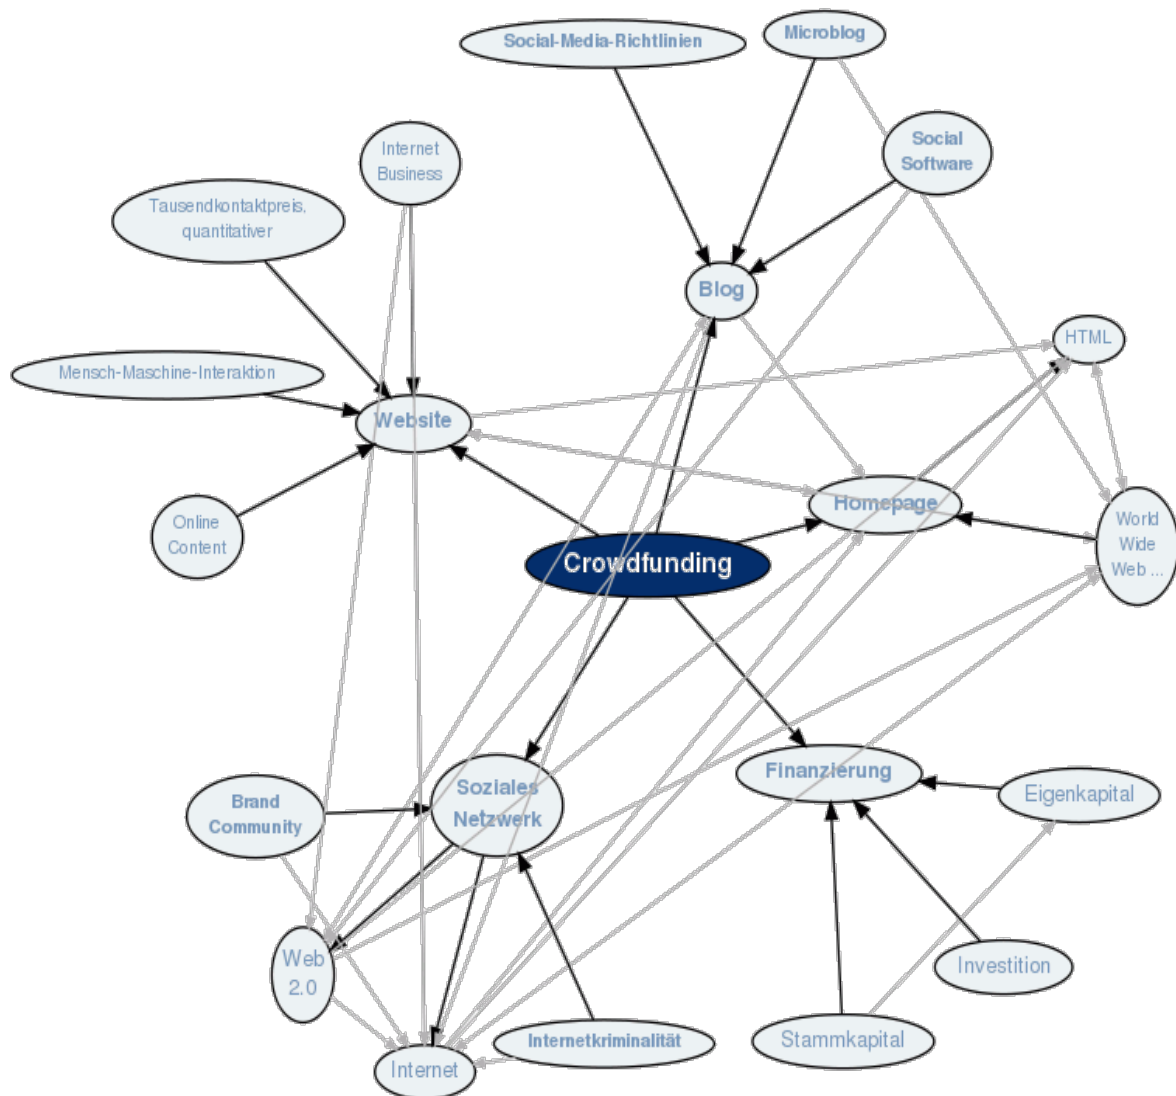 Social-Media-Richtlinien
Microblog
Internet
Business
Social
Software
Tausendkontaktpreis,
quantitativer
Blog
HTML
Mensch-Maschine-Interaktion
Website
Homepage
Online
Content
World
Wide
Web ...
Crowdfunding
Soziales
Netzwerk
Finanzierung
Eigenkapital
Brand
Community
Web
2.0
Investition
Internetkriminalität
Stammkapital
Internet